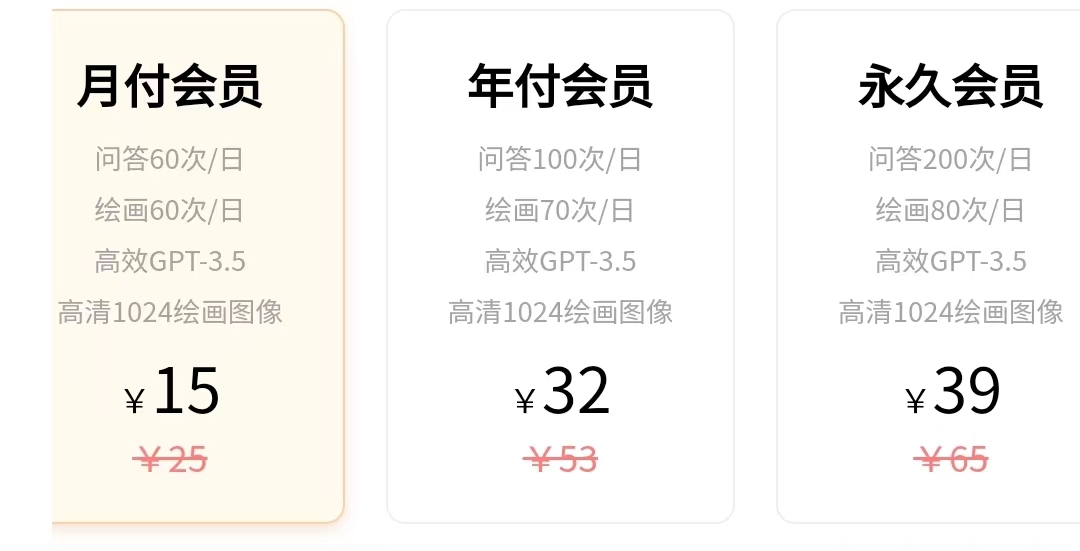 月付会员
问答60次/日
绘画60次/日
高效GPT-3.5
高清1024绘画图像
¥15
¥25
年付会员
问答100次/日
绘画70次/日
高效GPT-3.5
高清1024绘画图像
¥32
¥53
永久会员
问答200次/日
绘画80次/日
高效GPT-3.5
高清1024绘画图像
¥39
¥65